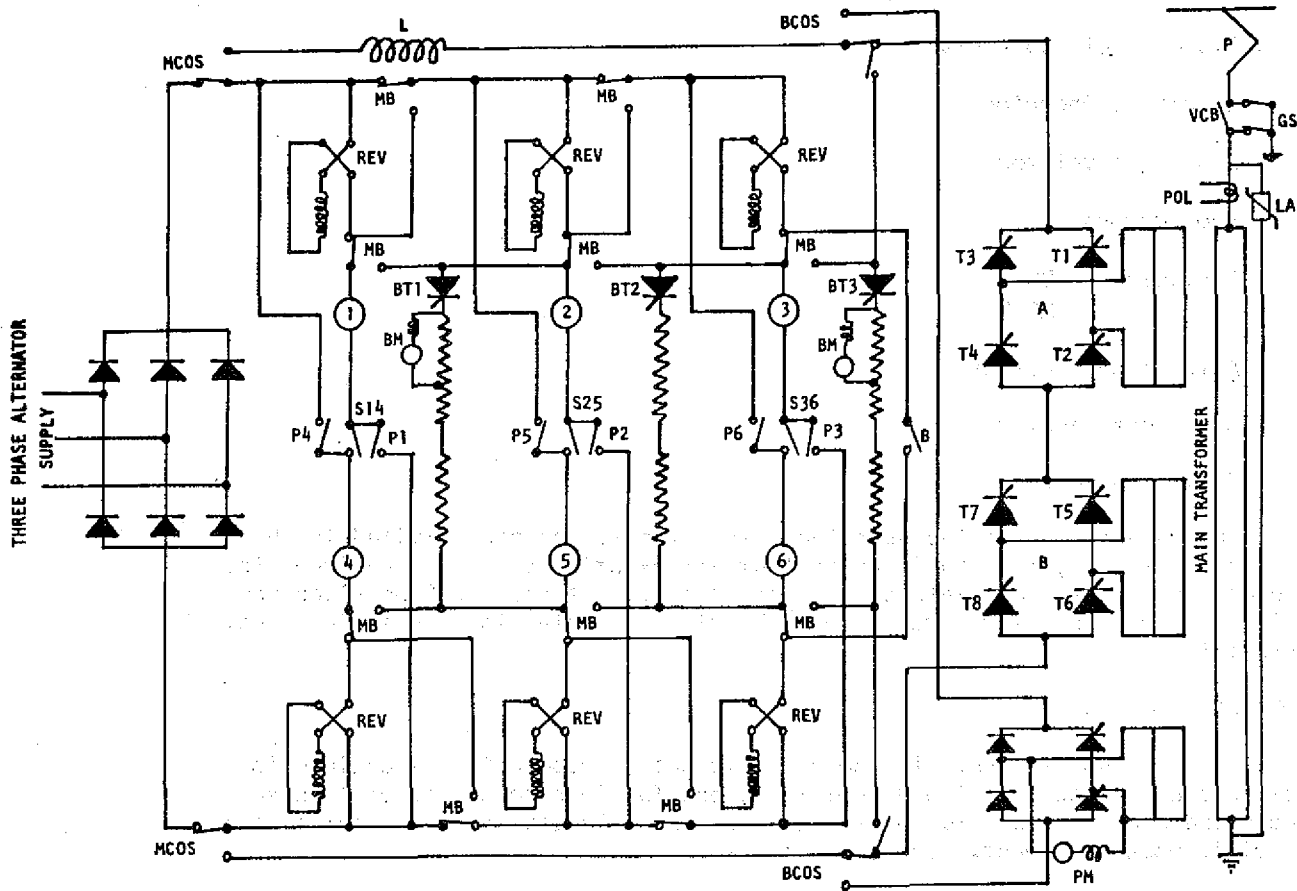 BCOS
L
P
MCOS
MB
MB
VCB
GS
REV
REV
REV
POL
LA
MB
MB
MB
T3
T1
BT1
BT2
BT3
1
2
3
A
BM
BM
T4
T2
THREE PHASE ALTERNATOR
SUPPLY
S14
S25
S36
P4
P1
P5
P2
P6
P3
B
MAIN TRANSFORMER
T7
T5
4
5
6
B
T8
T6
MB
MB
MB
REV
REV
REV
MB
MB
MCOS
BCOS
PM